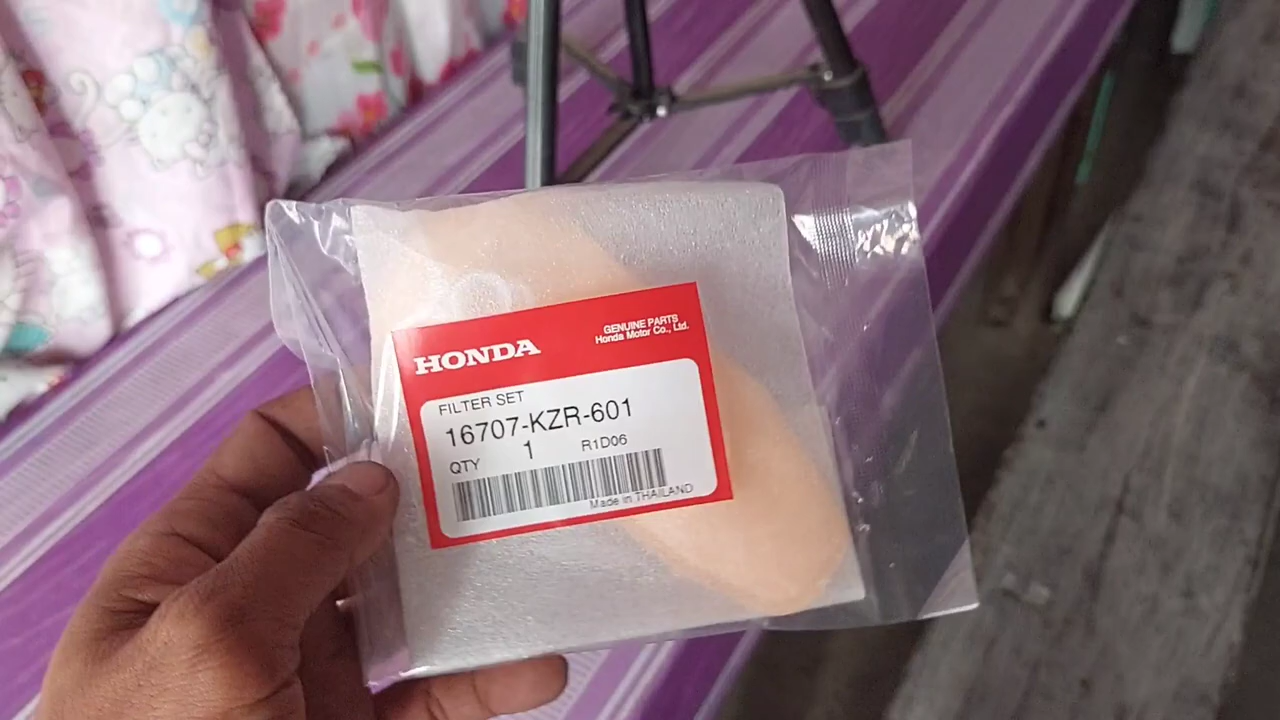 HONDA
GENUINE PARTS
Honda Motor Co., Ltd.
FILTER SET
16707-KZR-601
QTY 1 R1D06
Made in THAILAND